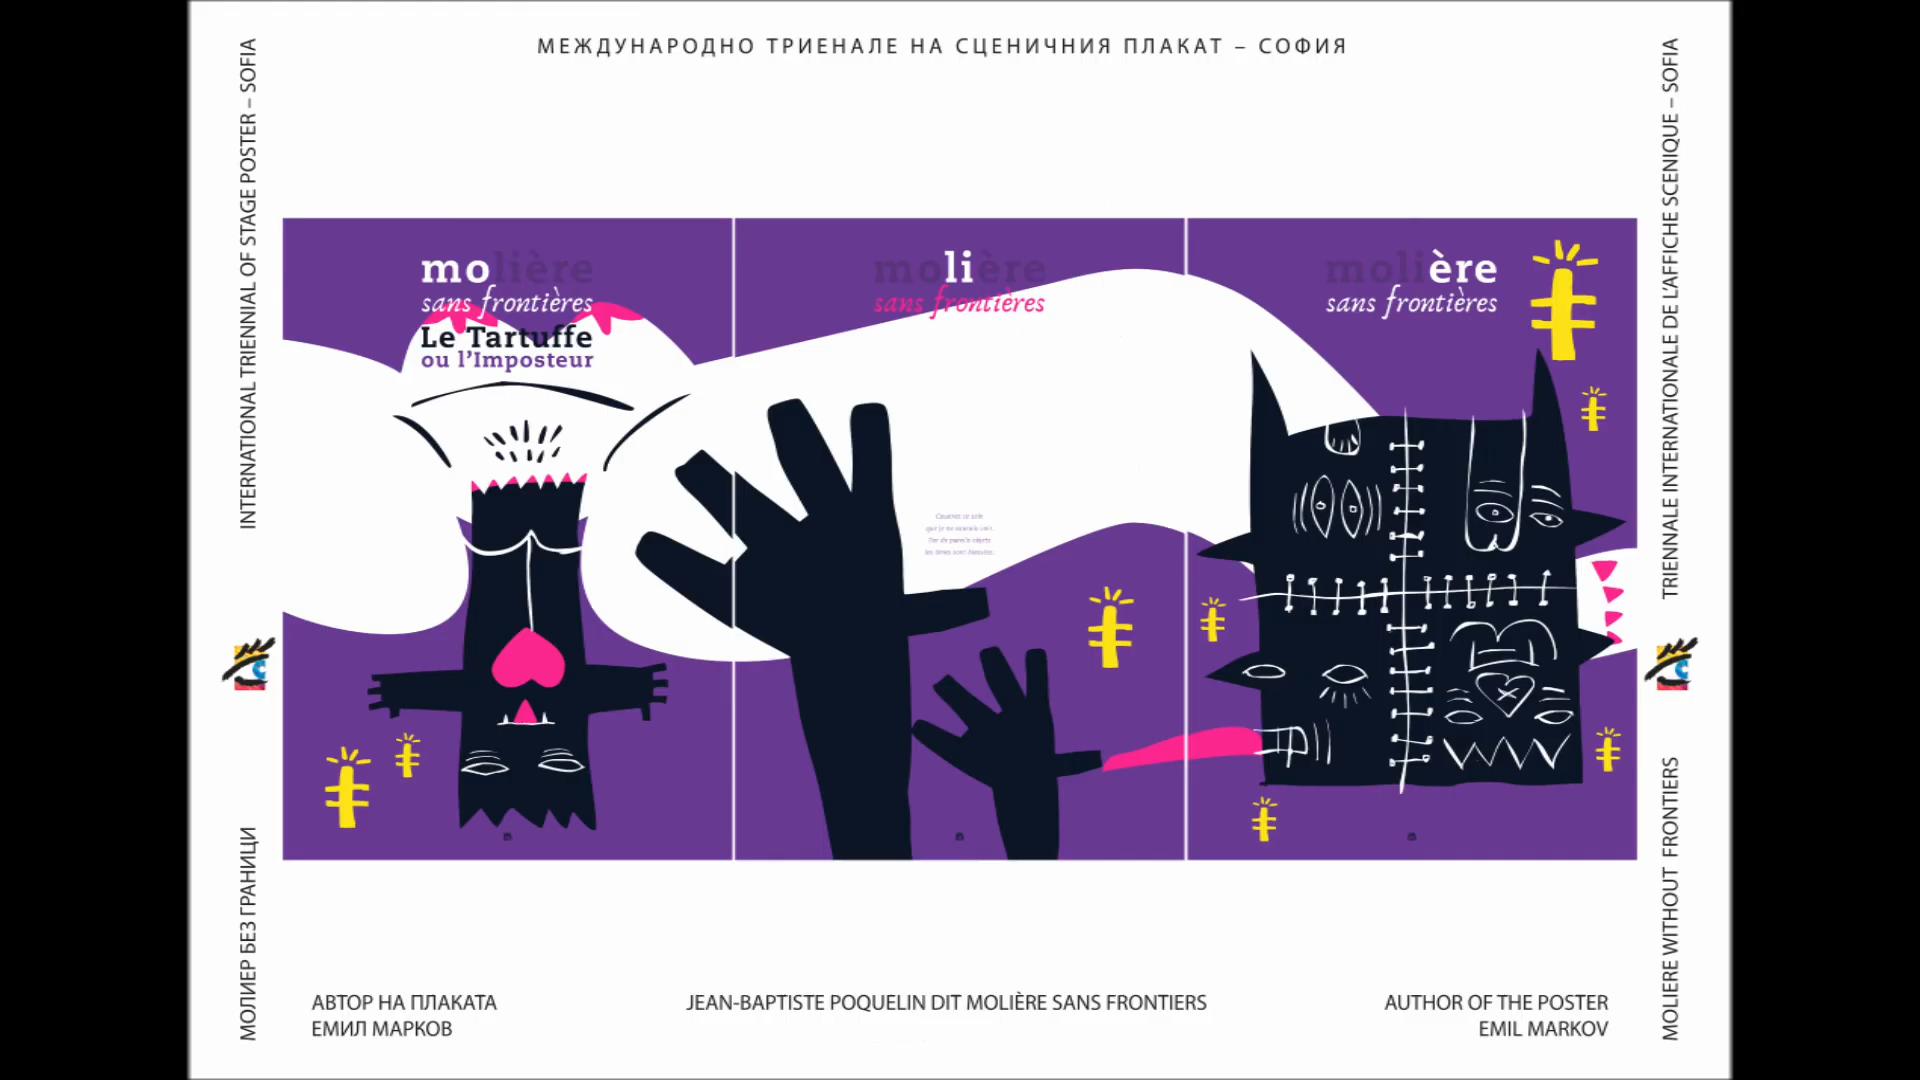 МЕЖДУНАРОДНО ТРИЕНАЛЕ НА СЦЕНИЧНИЯ ПЛАКАТ – СОФИЯ
INTERNATIONAL TRIENNIAL OF STAGE POSTER – SOFIA
МОЛИЕР БЕЗ ГРАНИЦИ
molière
sans frontières
Le Tartuffe
ou l'Imposteur
molière
sans frontières
molière
sans frontières
TRIENNALE INTERNATIONALE DE L'AFFICHE SCENIQUE – SOFIA
MOLIERE WITHOUT FRONTIERS
АВТОР НА ПЛАКАТА
ЕМИЛ МАРКОВ
JEAN-BAPTISTE POQUELIN DIT MOLIÈRE SANS FRONTIERS
AUTHOR OF THE POSTER
EMIL MARKOV